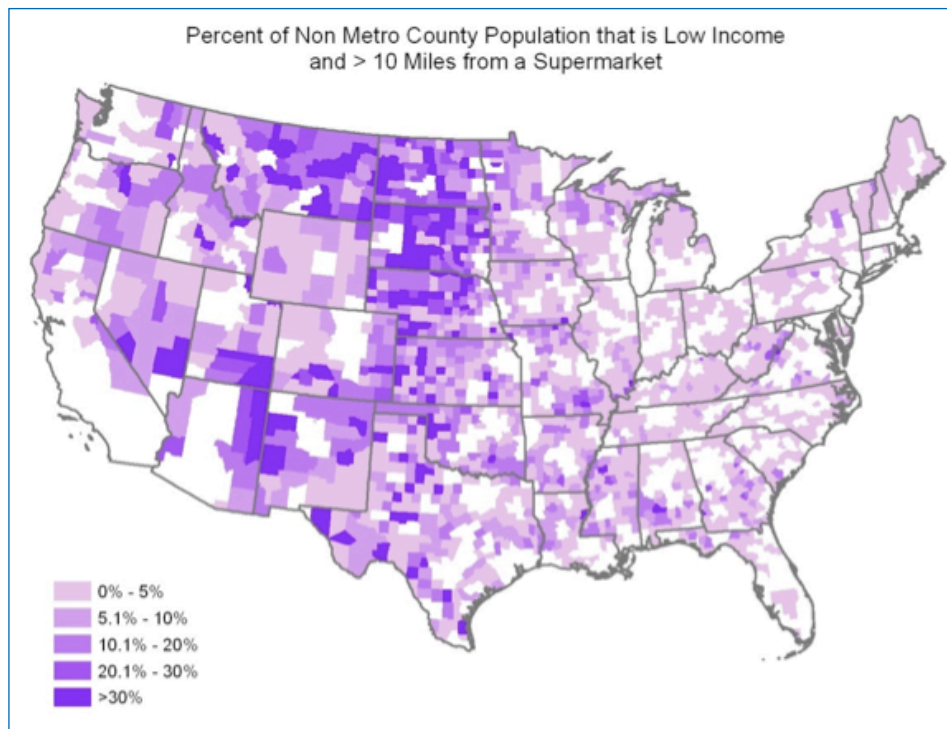 Percent of Non Metro County Population that is Low Income
and > 10 Miles from a Supermarket
0% - 5%
5.1% - 10%
10.1% - 20%
20.1% - 30%
>30%